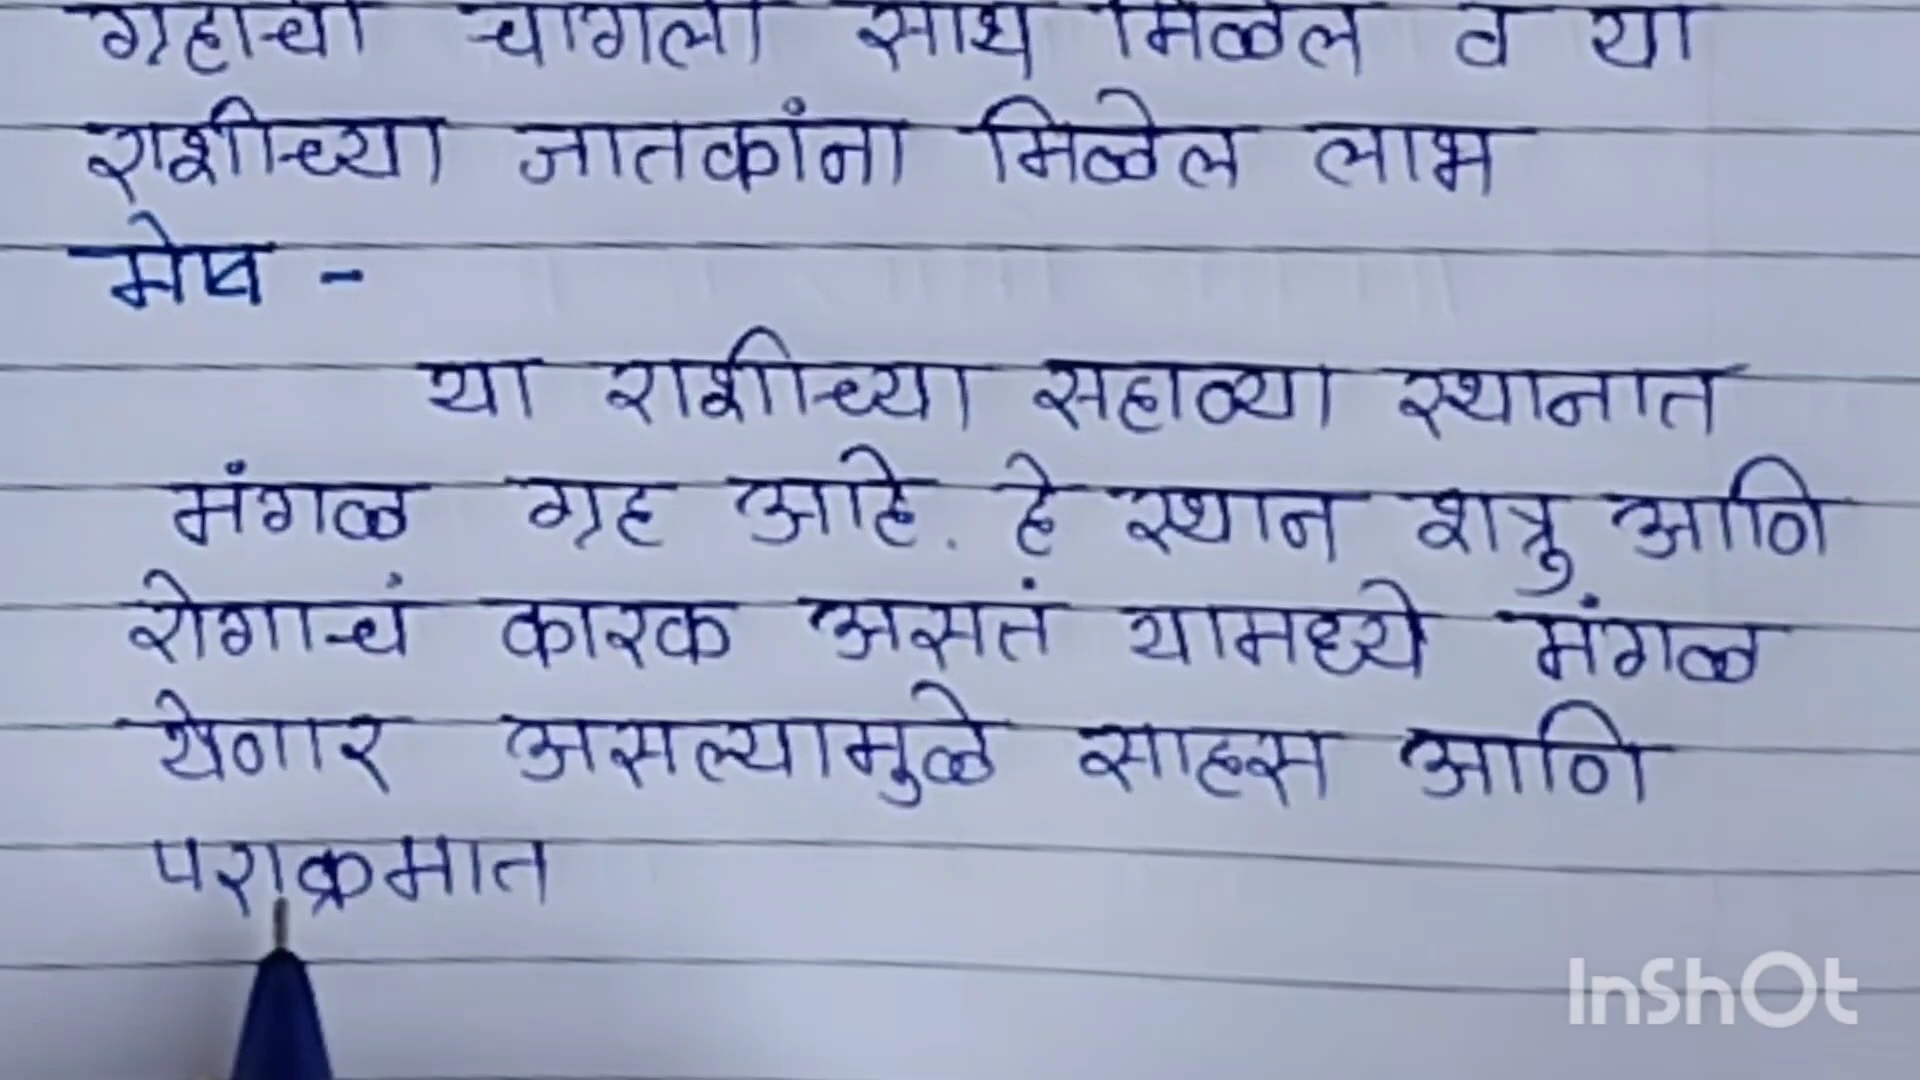 ग्रहाची चांगली साथ मिळेल व या
राशीच्या जातकांना मिळेल लाभ
मेष -
या राशीच्या सहाव्या स्थानात
मंगळ ग्रह आहे. हे स्थान शत्रु आणि
रोगाचं कारक असतं यामध्ये मंगळ
येणार असल्यामुळे साहस आणि
पराक्रमात
InShOt